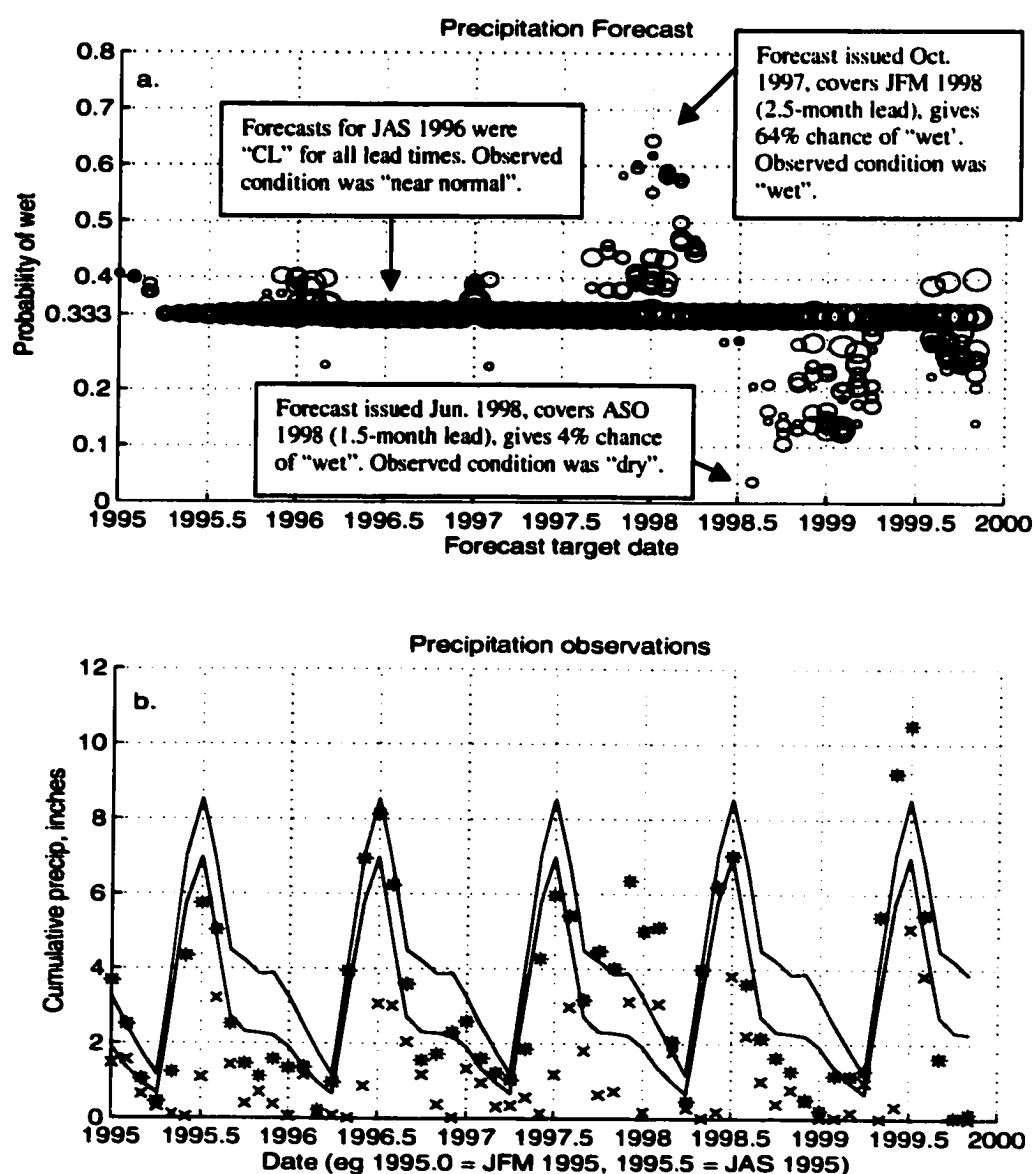 Precipitation Forecast
a.
Forecasts for JAS 1996 were
"CL" for all lead times. Observed
condition was "near normal".
Forecast issued Oct.
1997, covers JFM 1998
(2.5-month lead), gives
64% chance of "wet'.
Observed condition was
"wet".
Forecast issued Jun. 1998, covers ASO
1998 (1.5-month lead), gives 4% chance
of "wet". Observed condition was "dry".
Probability of wet
0.8
0.7
0.6
0.5
0.4
0.333
0.2
0.1
0
1995 1995.5 1996 1996.5 1997 1997.5 1998 1998.5 1999 1999.5 2000
Forecast target date
Precipitation observations
b.
Cumulative precip, inches
12
10
8
6
4
2
0
1995 1995.5 1996 1996.5 1997 1997.5 1998 1998.5 1999 1999.5 2000
Date (eg 1995.0 = JFM 1995, 1995.5 = JAS 1995)